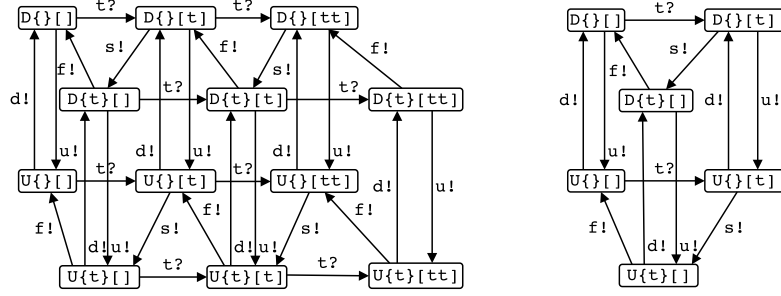 t? t? t?
D{}[] D{}[t] D{}[tt] D{}[] D{}[t]
s! f! s! f! s!
f! f!
d! D{t}[] t? D{t}[t] t? D{t}[tt] d! D{t}[] d! u!
u! t? d! u! t? d! u! d! u! u! t?
U{}[] U{}[t] U{}[tt] U{}[] U{}[t]
f! s! f! s! f! f! s!
d! u! d! u! d! u!
U{t}[] t? U{t}[t] t? U{t}[tt] U{t}[]